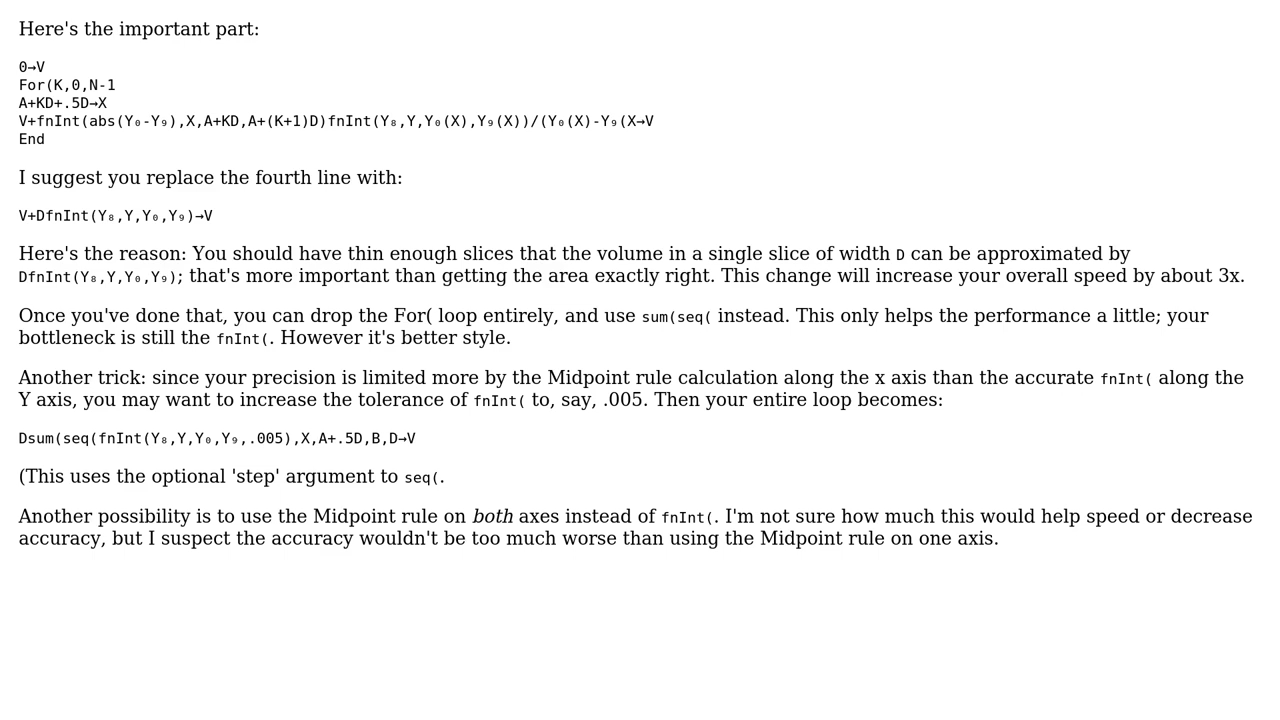 Here's the important part:
0→V
For(K,0,N-1
A+KD+.5D→X
V+fnInt(abs(Y₀-Y₉),X,A+KD,A+(K+1)D)fnInt(Y₈,Y,Y₀(X),Y₉(X))/(Y₀(X)-Y₉(X→V
End
I suggest you replace the fourth line with:
V+DfnInt(Y₈,Y,Y₀,Y₉)→V
Here's the reason: You should have thin enough slices that the volume in a single slice of width D can be approximated by
DfnInt(Y₈,Y,Y₀,Y₉); that's more important than getting the area exactly right. This change will increase your overall speed by about 3x.
Once you've done that, you can drop the For( loop entirely, and use sum(seq( instead. This only helps the performance a little; your
bottleneck is still the fnInt(. However it's better style.
Another trick: since your precision is limited more by the Midpoint rule calculation along the x axis than the accurate fnInt( along the
Y axis, you may want to increase the tolerance of fnInt( to, say, .005. Then your entire loop becomes:
Dsum(seq(fnInt(Y₈,Y,Y₀,Y₉,.005),X,A+.5D,B,D→V
(This uses the optional 'step' argument to seq(.
Another possibility is to use the Midpoint rule on both axes instead of fnInt(. I'm not sure how much this would help speed or decrease
accuracy, but I suspect the accuracy wouldn't be too much worse than using the Midpoint rule on one axis.